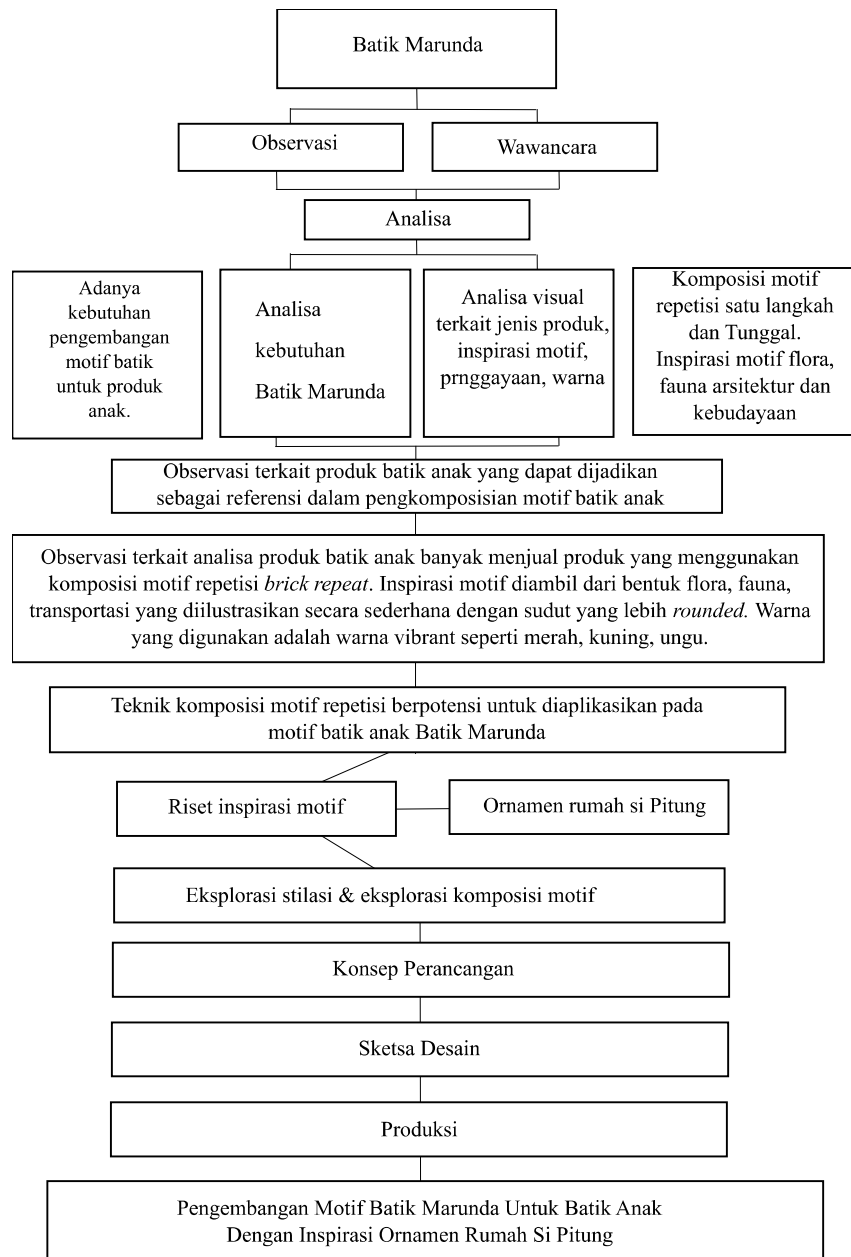 Batik Marunda
Observasi
Wawancara
Analisa
Adanya
kebutuhan
pengembangan
motif batik
untuk produk
anak.
Analisa
kebutuhan
Batik Marunda
Analisa visual
terkait jenis produk,
inspirasi motif,
prnggayaan, warna
Komposisi motif
repetisi satu langkah
dan Tunggal.
Inspirasi motif flora,
fauna arsitektur dan
kebudayaan
Observasi terkait produk batik anak yang dapat dijadikan
sebagai referensi dalam pengkomposisian motif batik anak
Observasi terkait analisa produk batik anak banyak menjual produk yang menggunakan
komposisi motif repetisi brick repeat. Inspirasi motif diambil dari bentuk flora, fauna,
transportasi yang diilustrasikan secara sederhana dengan sudut yang lebih rounded. Warna
yang digunakan adalah warna vibrant seperti merah, kuning, ungu.
Teknik komposisi motif repetisi berpotensi untuk diaplikasikan pada
motif batik anak Batik Marunda
Riset inspirasi motif
Ornamen rumah si Pitung
Eksplorasi stilasi & eksplorasi komposisi motif
Konsep Perancangan
Sketsa Desain
Produksi
Pengembangan Motif Batik Marunda Untuk Batik Anak
Dengan Inspirasi Ornamen Rumah Si Pitung